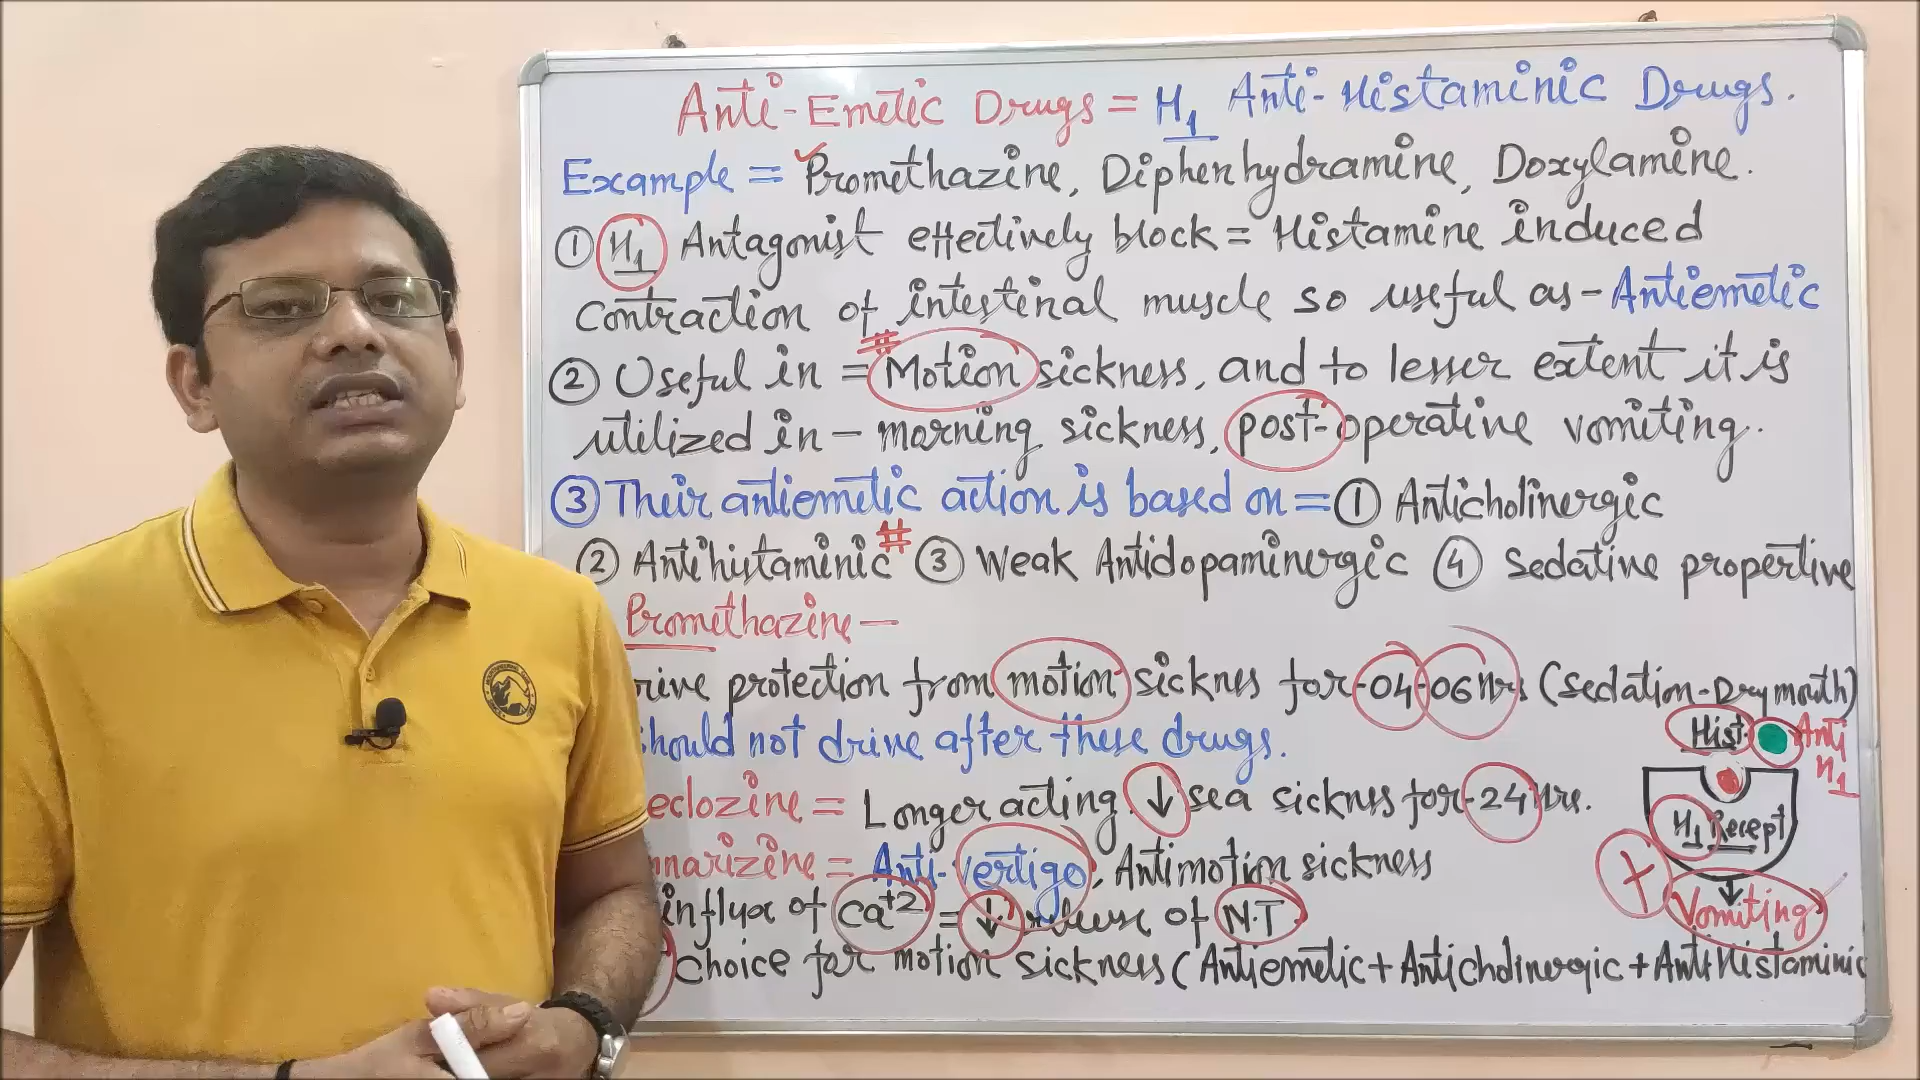 Anti-Emetic Drugs = H1 Anti-Histaminic Drugs.
Example = Promethazine, Diphenhydramine, Doxylamine.
① H1 Antagonist effectively block = Histamine induced
contraction of intestinal muscle so useful as - Antiemetic
② Useful in = # Motion sickness, and to lesser extent it is
utilized in - morning sickness, post-operative vomiting.
③ Their antiemetic action is based on = ① Anticholinergic
② Antihistaminic # ③ Weak Antidopaminergic ④ Sedative propertive
Promethazine -
protection from motion sicknes for - 04-06 Hrs (Sedation-Dry mouth)
hould not drive after these drugs.
Hist. Anti
H1
eclozine = Longer acting ↓ sea sicknss for - 24 Hrs.
H1 Recept
nnarizine = Anti-vertigo, Antimotion sickness
influx of Ca+2 = ↓ of N.T
Vomiting
choice for motion sickness (Antiemetic + Anticholinergic + Antihistaminic